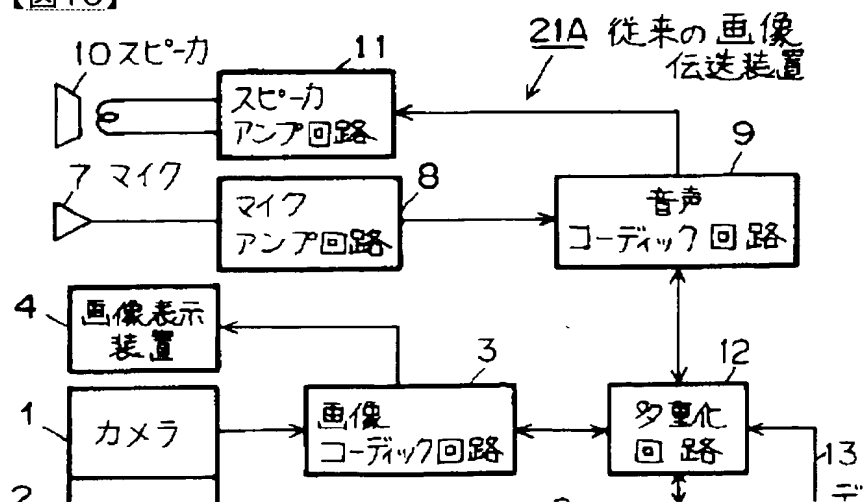 10 スピーカ
11
21A 従来の画像
伝送装置
スピーカ
アンプ回路
7 マイク
8
9
マイク
アンプ回路
音声
コーディック回路
4
画像表示
装置
3
12
1
カメラ
画像
コーディック回路
多重化
回路
13